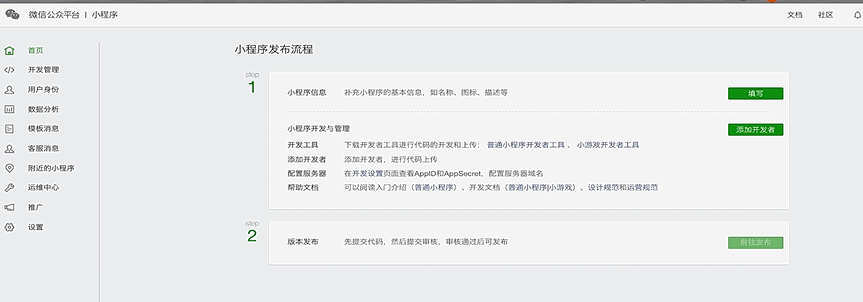 微信公众平台 | 小程序
文档 社区
首页
开发管理
用户身份
数据分析
模板消息
客服消息
附近的小程序
运维中心
推广
设置
小程序发布流程
step
1
小程序信息 补充小程序的基本信息，如名称、图标、描述等 填写
小程序开发与管理 添加开发者
开发工具 下载开发者工具进行代码的开发和上传： 普通小程序开发者工具 、 小游戏开发者工具
添加开发者 添加开发者，进行代码上传
配置服务器 在开发设置页面查看AppID和AppSecret，配置服务器域名
帮助文档 可以阅读入门介绍（普通小程序）、开发文档（普通小程序|小游戏）、设计规范和运营规范
step
2
版本发布 先提交代码，然后提交审核，审核通过后可发布 前往发布